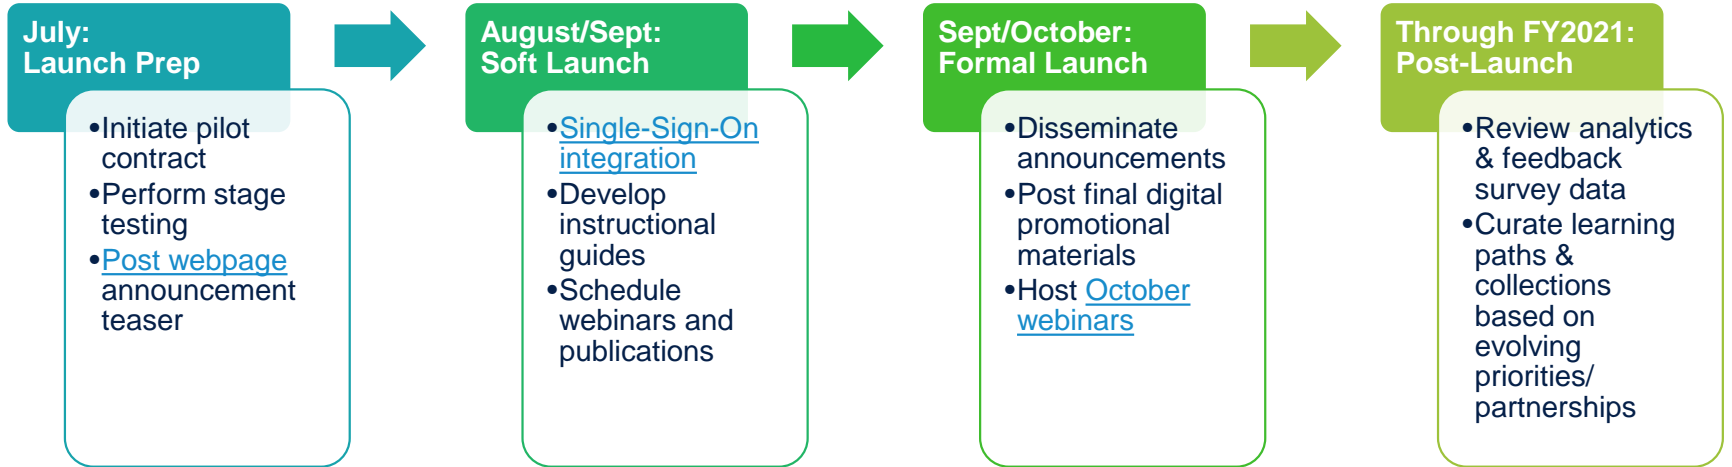 July:
Launch Prep
•Initiate pilot
contract
•Perform stage
testing
•Post webpage
announcement
teaser
August/Sept:
Soft Launch
•Single-Sign-On
integration
•Develop
instructional
guides
•Schedule
webinars and
publications
Sept/October:
Formal Launch
•Disseminate
announcements
•Post final digital
promotional
materials
•Host October
webinars
Through FY2021:
Post-Launch
•Review analytics
& feedback
survey data
•Curate learning
paths &
collections
based on
evolving
priorities/
partnerships